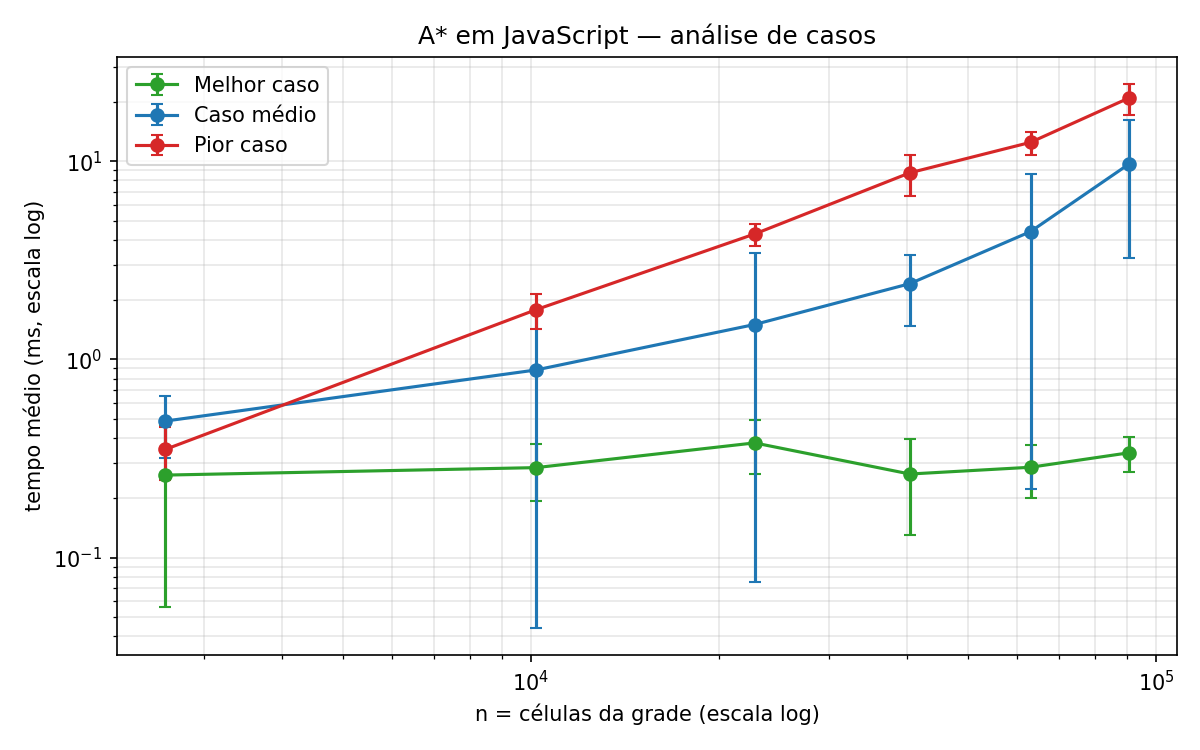 A* em JavaScript — análise de casos
Melhor caso
Caso médio
Pior caso
10¹
10⁰
10⁻¹
tempo médio (ms, escala log)
10⁴
10⁵
n = células da grade (escala log)